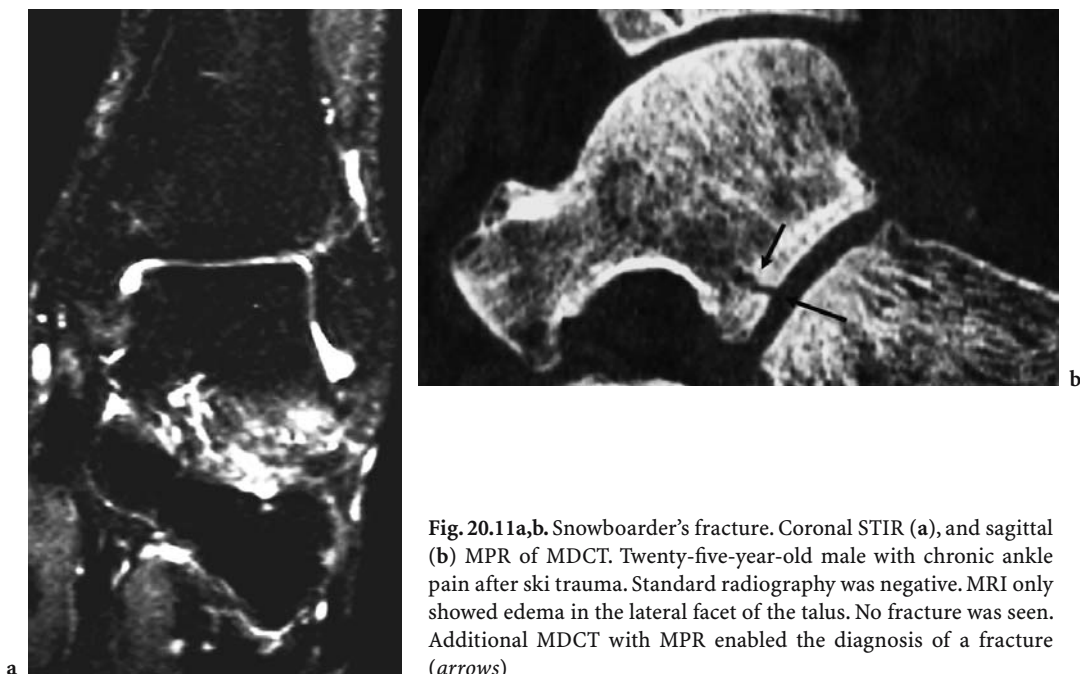 a
b
Fig. 20.11a,b. Snowboarder's fracture. Coronal STIR (a), and sagittal
(b) MPR of MDCT. Twenty-five-year-old male with chronic ankle
pain after ski trauma. Standard radiography was negative. MRI only
showed edema in the lateral facet of the talus. No fracture was seen.
Additional MDCT with MPR enabled the diagnosis of a fracture
(arrows)